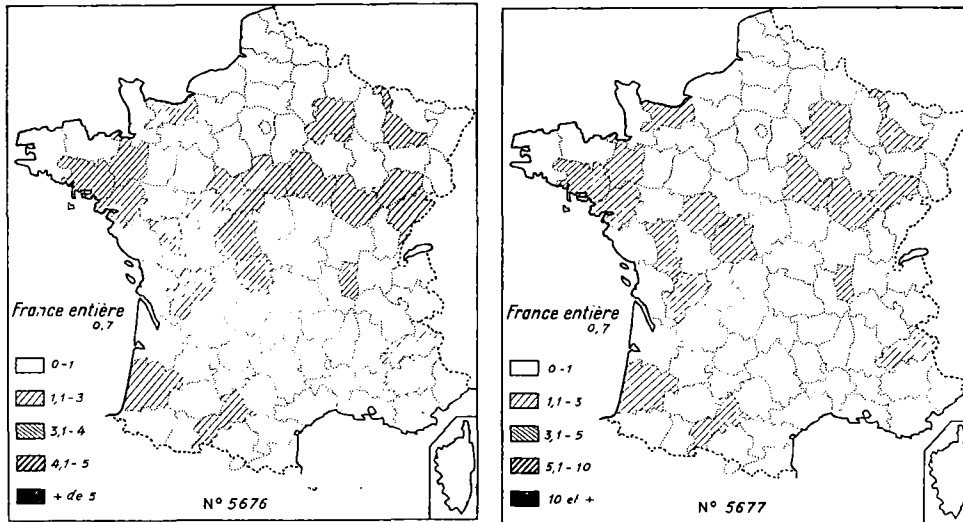 France entière
0,7
0-1
1,1-3
3,1-4
4,1-5
+ de 5
N° 5676
France entière
0,7
0-1
1,1-3
3,1-5
5,1-10
10 et +
N° 5677